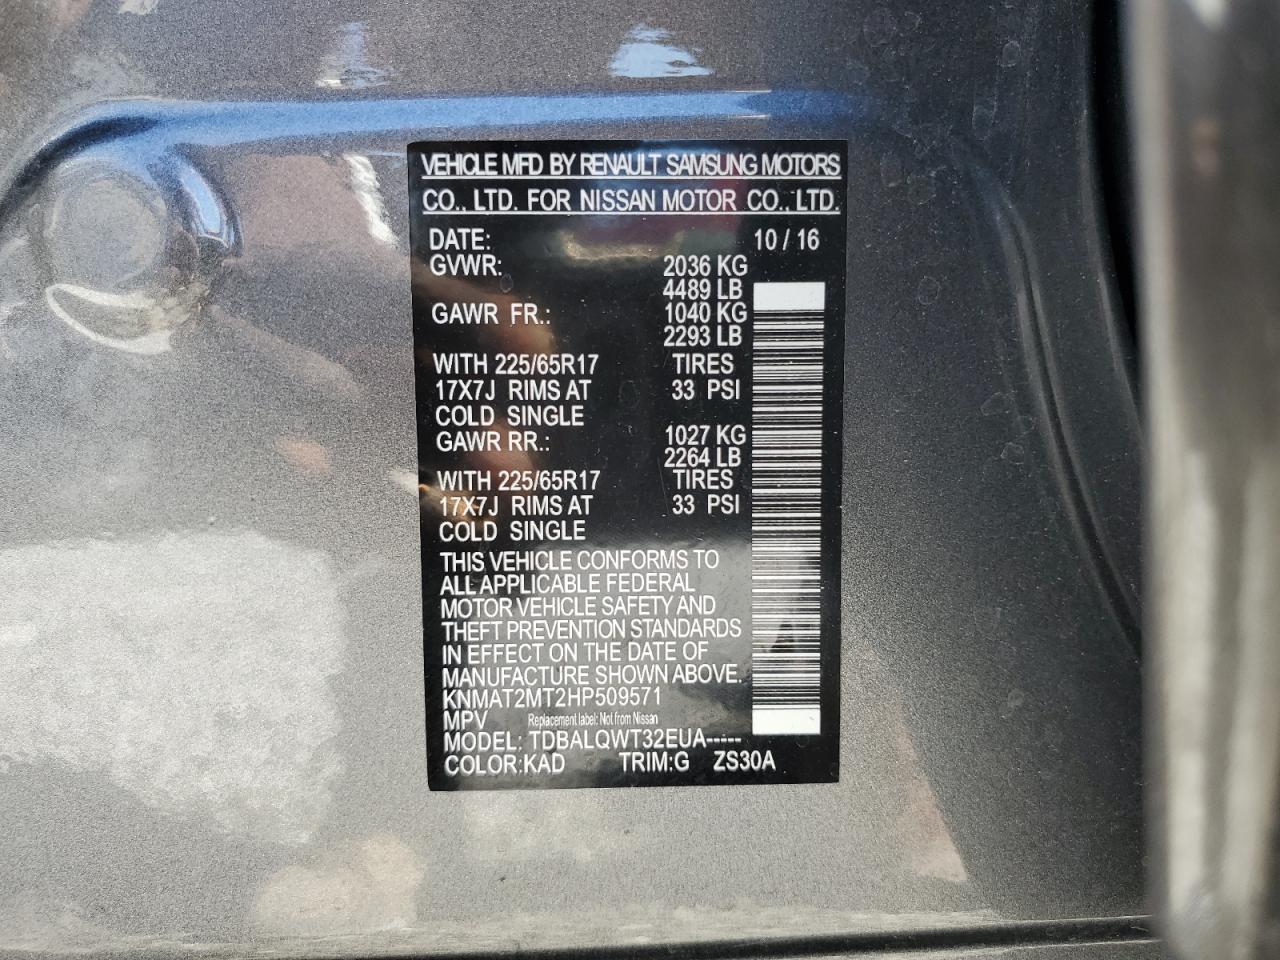 VEHICLE MFD BY RENAULT SAMSUNG MOTORS
CO., LTD. FOR NISSAN MOTOR CO., LTD.
DATE: 10 / 16
GVWR: 2036 KG
4489 LB
GAWR FR.: 1040 KG
2293 LB
WITH 225/65R17 TIRES
17X7J RIMS AT 33 PSI
COLD SINGLE
GAWR RR.: 1027 KG
2264 LB
WITH 225/65R17 TIRES
17X7J RIMS AT 33 PSI
COLD SINGLE
THIS VEHICLE CONFORMS TO
ALL APPLICABLE FEDERAL
MOTOR VEHICLE SAFETY AND
THEFT PREVENTION STANDARDS
IN EFFECT ON THE DATE OF
MANUFACTURE SHOWN ABOVE.
KNMAT2MT2HP509571
MPV Replacement label: Not from Nissan
MODEL: TDBALQWT32EUA-----
COLOR:KAD TRIM:G ZS30A